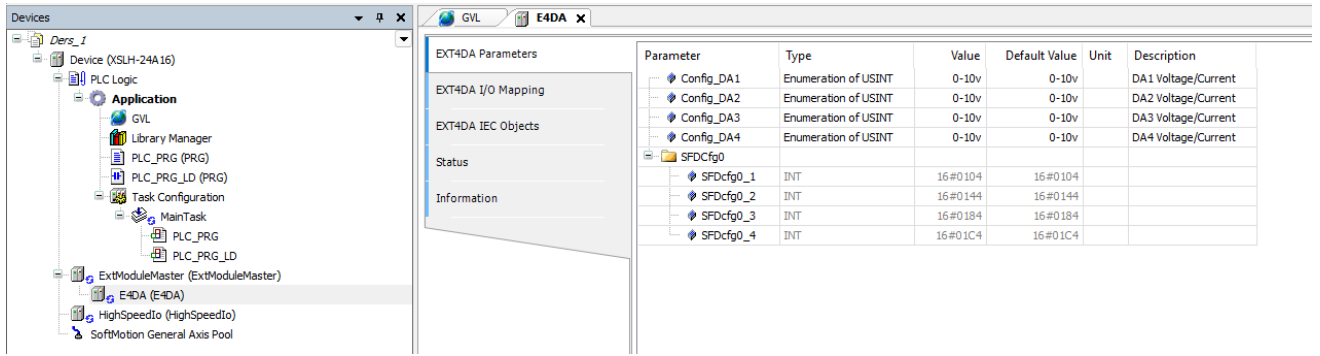 Devices
Ders_1
Device (XSLH-24A16)
PLC Logic
Application
GVL
Library Manager
PLC_PRG (PRG)
PLC_PRG_LD (PRG)
Task Configuration
MainTask
PLC_PRG
PLC_PRG_LD
ExtModuleMaster (ExtModuleMaster)
E4DA (E4DA)
HighSpeedIo (HighSpeedIo)
SoftMotion General Axis Pool
GVL E4DA
EXT4DA Parameters
EXT4DA I/O Mapping
EXT4DA IEC Objects
Status
Information
Parameter Type Value Default Value Unit Description
Config_DA1 Enumeration of USINT 0-10v 0-10v DA1 Voltage/Current
Config_DA2 Enumeration of USINT 0-10v 0-10v DA2 Voltage/Current
Config_DA3 Enumeration of USINT 0-10v 0-10v DA3 Voltage/Current
Config_DA4 Enumeration of USINT 0-10v 0-10v DA4 Voltage/Current
SFDCfg0
SFDcfg0_1 INT 16#0104 16#0104
SFDcfg0_2 INT 16#0144 16#0144
SFDcfg0_3 INT 16#0184 16#0184
SFDcfg0_4 INT 16#01C4 16#01C4